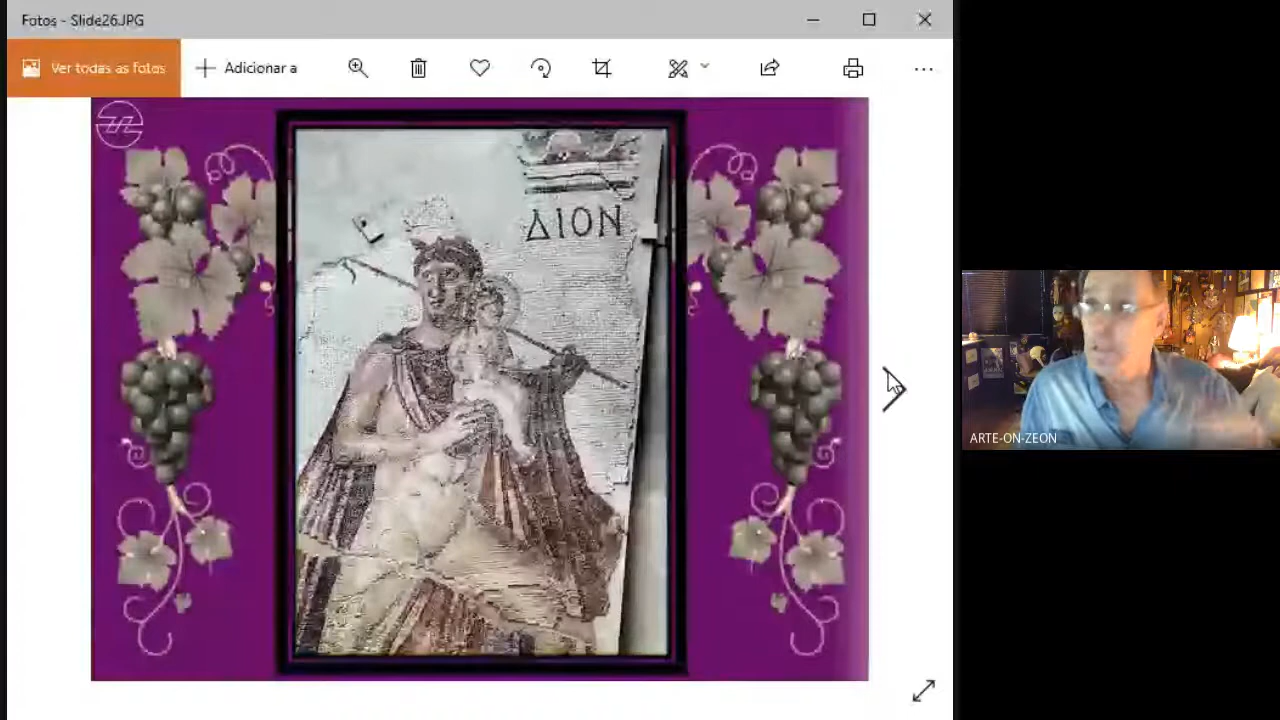 Fotos - Slide26.JPG
Ver todas as fotos
Adicionar a
ΔΙΟΝ
ARTE-ON-ZEON